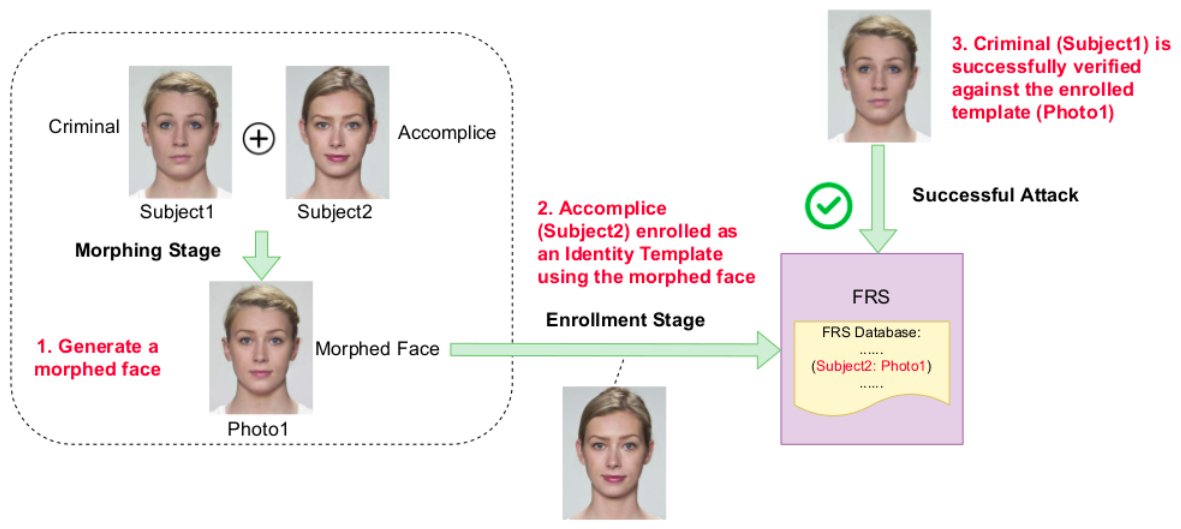 Criminal
Accomplice
Subject1
Subject2
Morphing Stage
1. Generate a
morphed face
Morphed Face
Photo1
2. Accomplice
(Subject2) enrolled as
an Identity Template
using the morphed face
Enrollment Stage
3. Criminal (Subject1) is
successfully verified
against the enrolled
template (Photo1)
Successful Attack
FRS
FRS Database:
......
(Subject2: Photo1)
......